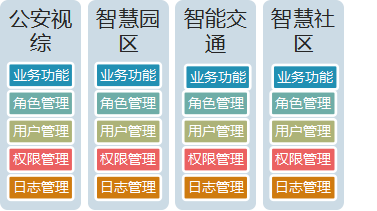 公安视
综
业务功能
角色管理
用户管理
权限管理
日志管理
智慧园
区
业务功能
角色管理
用户管理
权限管理
日志管理
智能交
通
业务功能
角色管理
用户管理
权限管理
日志管理
智慧社
区
业务功能
角色管理
用户管理
权限管理
日志管理